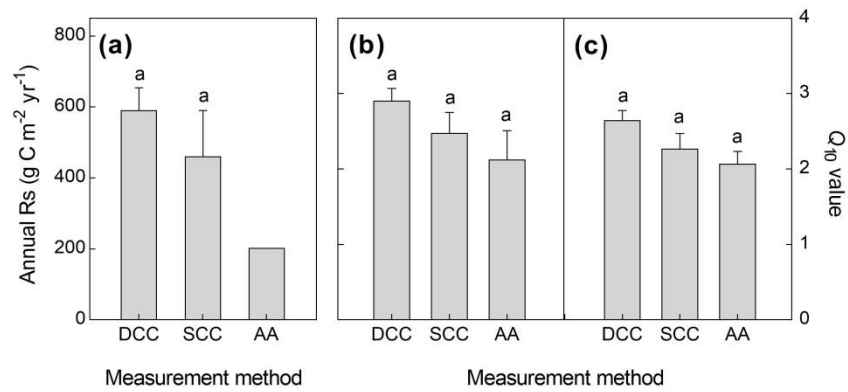 (a)
(b)
(c)
800
600
400
200
0
Annual Rs (g C m⁻² yr⁻¹)
a
a
DCC SCC AA
Measurement method
a
a
a
DCC SCC AA
a
a
a
DCC SCC AA
Measurement method
4
3
2
1
0
Q₁₀ value